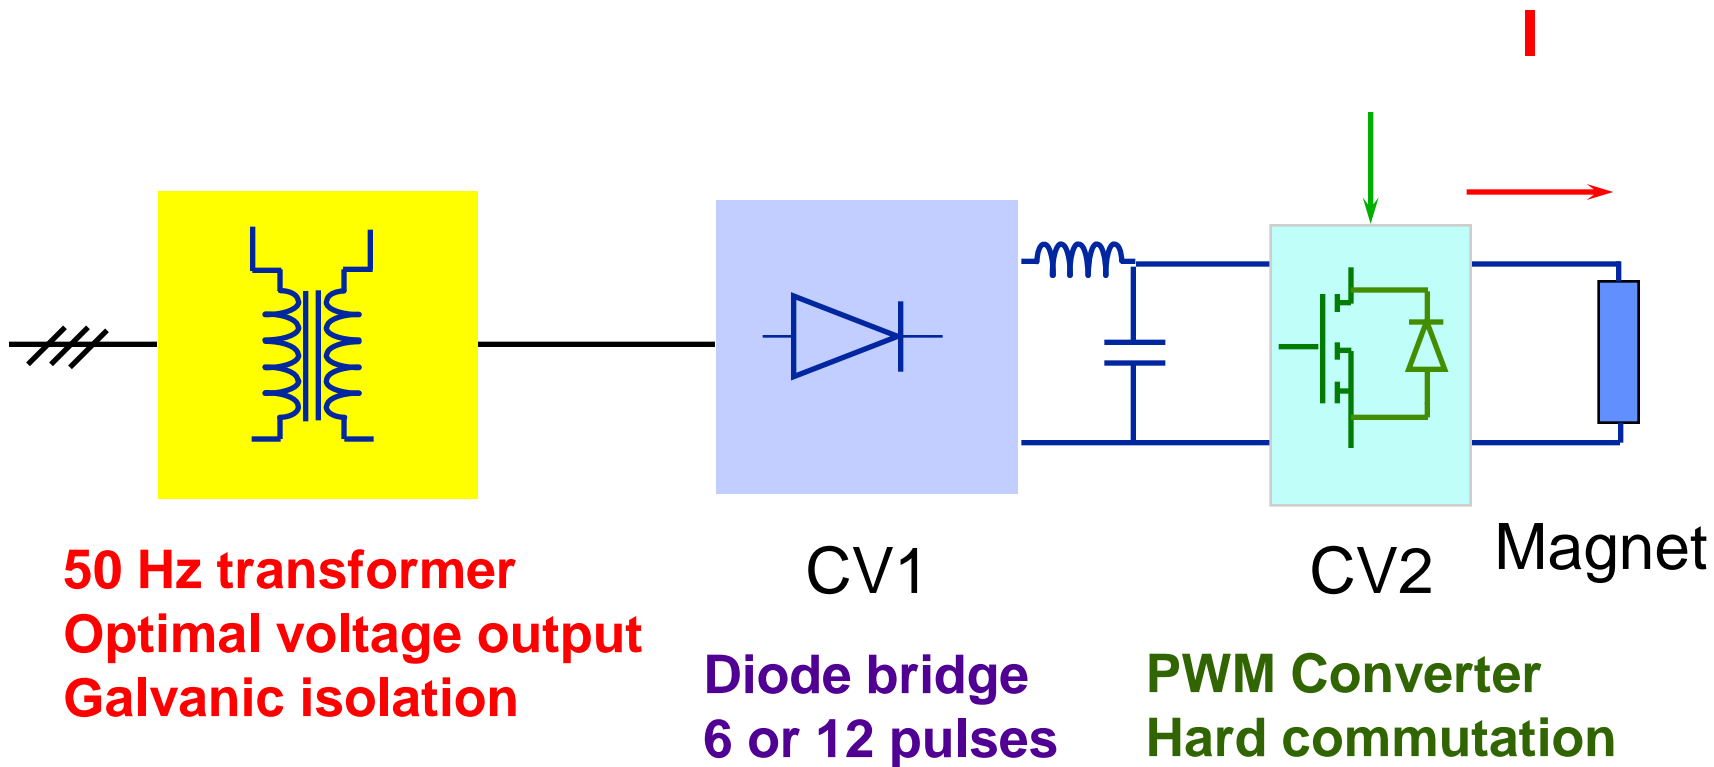 I
50 Hz transformer
Optimal voltage output
Galvanic isolation
CV1
Diode bridge
6 or 12 pulses
CV2
PWM Converter
Hard commutation
Magnet